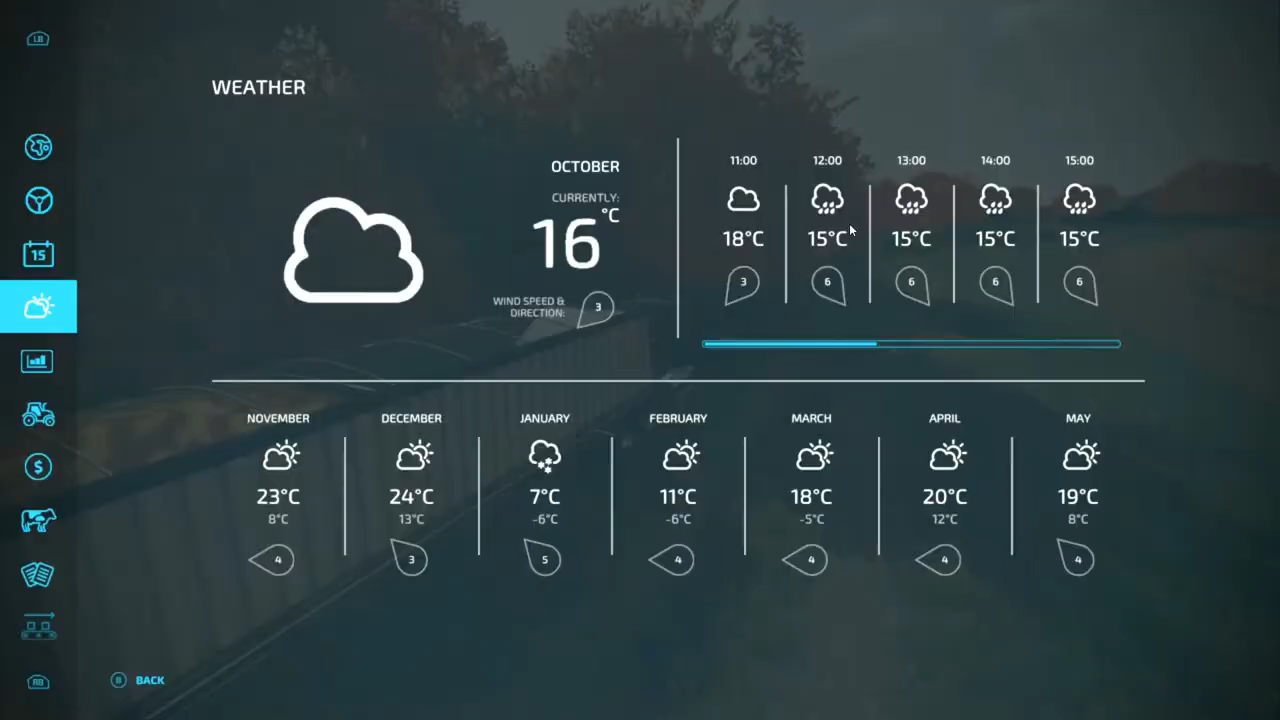 LB
WEATHER
OCTOBER
CURRENTLY:
16 °C
WIND SPEED &
DIRECTION:
3
11:00 12:00 13:00 14:00 15:00
18°C 15°C 15°C 15°C 15°C
3 6 6 6 6
15
$
NOVEMBER DECEMBER JANUARY FEBRUARY MARCH APRIL MAY
23°C 24°C 7°C 11°C 18°C 20°C 19°C
8°C 13°C -6°C -6°C -5°C 12°C 8°C
4 3 5 4 4 4 4
RB
B BACK